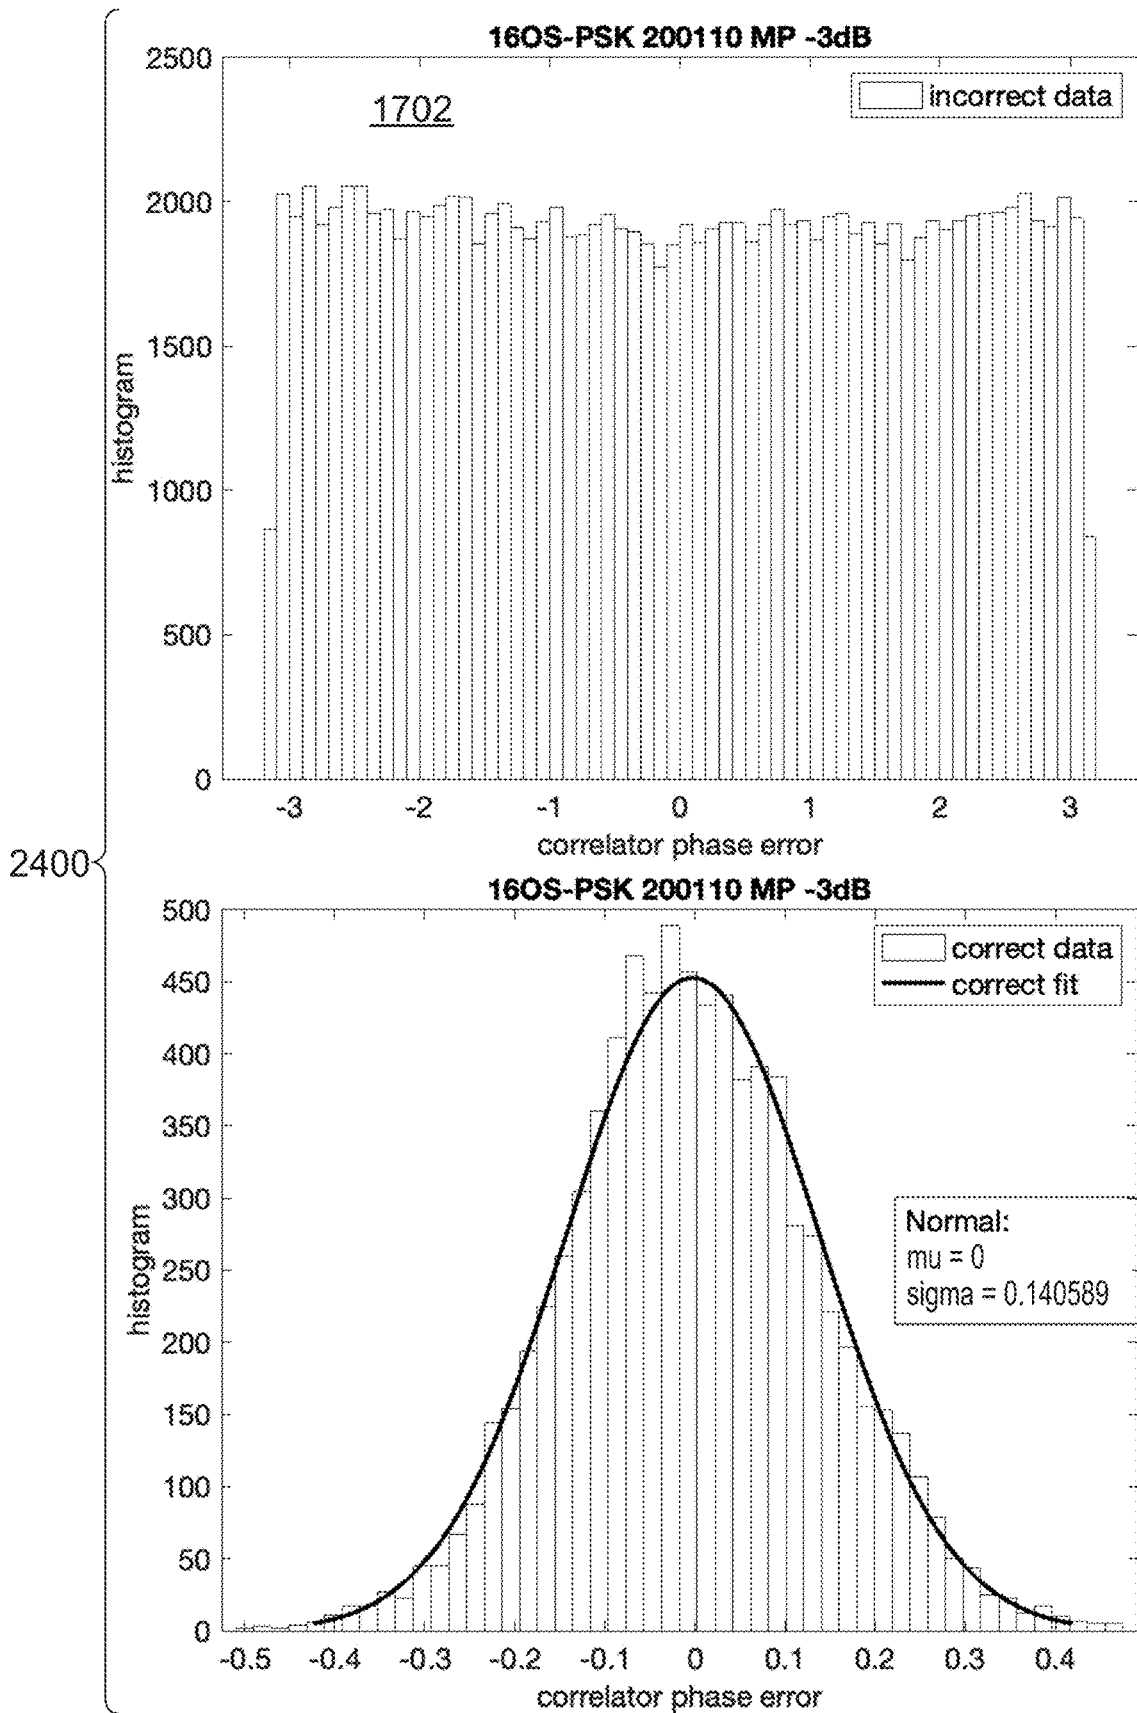 16OS-PSK 200110 MP -3dB
2500
2000
1500
1000
500
0
histogram
1702
incorrect data
-3 -2 -1 0 1 2 3
correlator phase error
2400
16OS-PSK 200110 MP -3dB
500
450
400
350
300
250
200
150
100
50
0
histogram
correct data
correct fit
Normal:
mu = 0
sigma = 0.140589
-0.5 -0.4 -0.3 -0.2 -0.1 0 0.1 0.2 0.3 0.4
correlator phase error